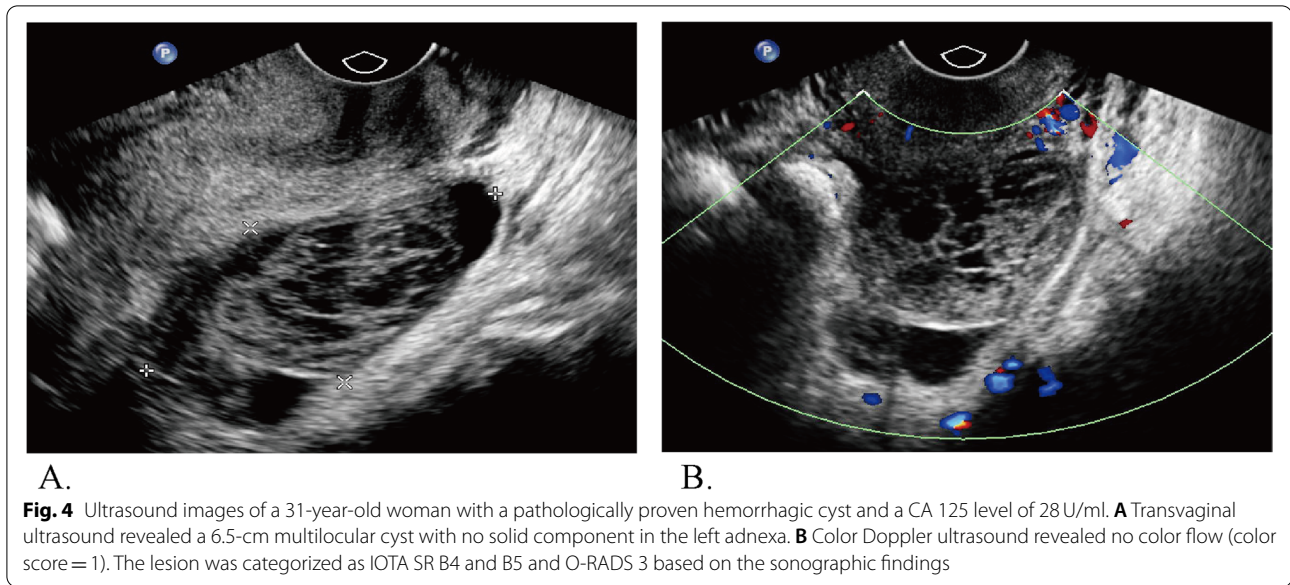 P
P
A.
B.
Fig. 4 Ultrasound images of a 31-year-old woman with a pathologically proven hemorrhagic cyst and a CA 125 level of 28 U/ml. A Transvaginal
ultrasound revealed a 6.5-cm multilocular cyst with no solid component in the left adnexa. B Color Doppler ultrasound revealed no color flow (color
score = 1). The lesion was categorized as IOTA SR B4 and B5 and O-RADS 3 based on the sonographic findings